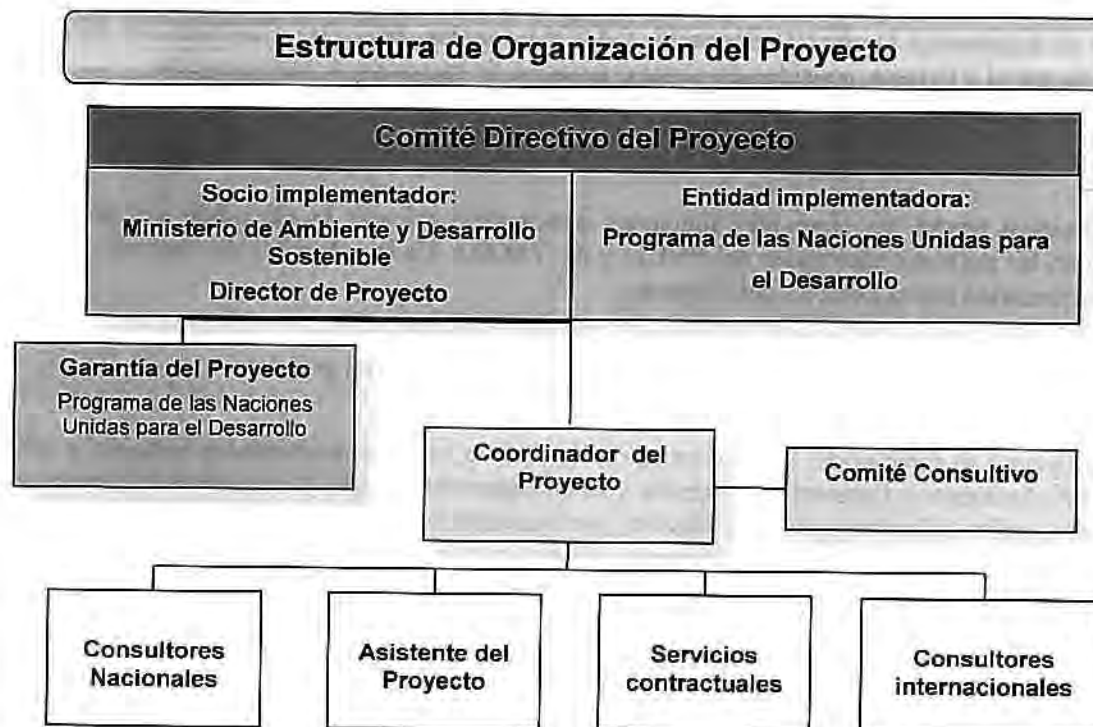 Estructura de Organización del Proyecto
Comité Directivo del Proyecto
Socio implementador:
Ministerio de Ambiente y Desarrollo
Sostenible
Director de Proyecto
Entidad implementadora:
Programa de las Naciones Unidas para
el Desarrollo
Garantía del Proyecto
Programa de las Naciones
Unidas para el Desarrollo
Coordinador del
Proyecto
Comité Consultivo
Consultores
Nacionales
Asistente del
Proyecto
Servicios
contractuales
Consultores
internacionales